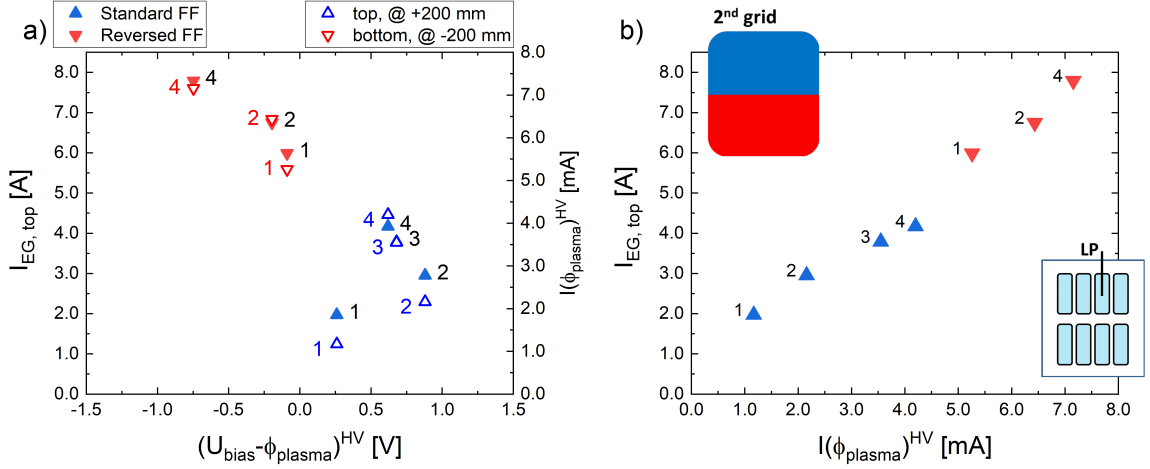 Standard FF
Reversed FF
top, @ +200 mm
bottom, @ -200 mm
a)
b)
2nd grid
8.0
7.0
6.0
5.0
4.0
3.0
2.0
1.0
0.0
I_EG, top [A]
8.0
7.0
6.0
5.0
4.0
3.0
2.0
1.0
0.0
I(ϕ_plasma)^HV [mA]
4 4
2 2
1 1
4 4
3 3
2 2
1 1
-1.5 -1.0 -0.5 0.0 0.5 1.0 1.5
(U_bias-ϕ_plasma)^HV [V]
8.0
7.0
6.0
5.0
4.0
3.0
2.0
1.0
0.0
I_EG, top [A]
4
2
1
4
3
2
1
LP
0.0 1.0 2.0 3.0 4.0 5.0 6.0 7.0 8.0
I(ϕ_plasma)^HV [mA]